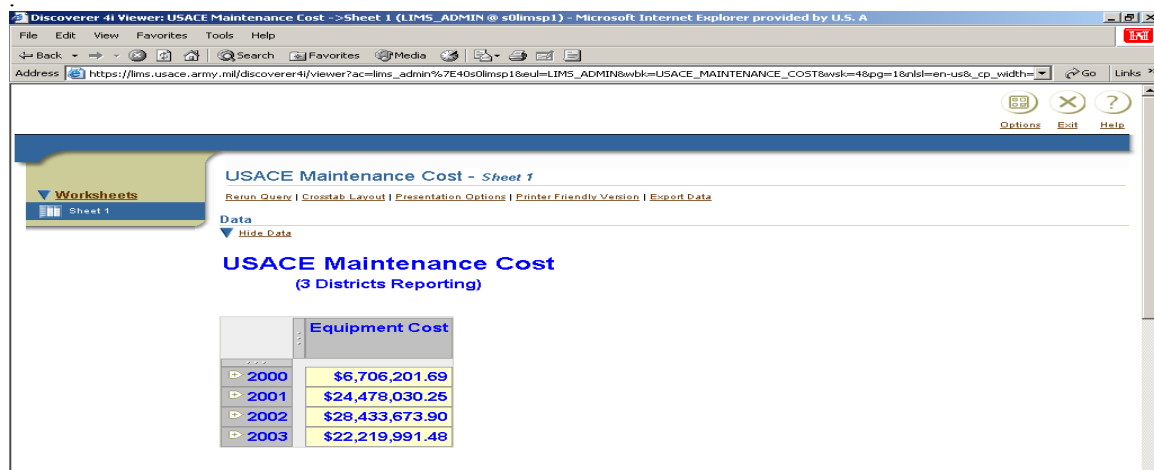 Discoverer 4i Viewer: USACE Maintenance Cost ->Sheet 1 (LIMS_ADMIN @ s0limsp1) - Microsoft Internet Explorer provided by U.S. A
File Edit View Favorites Tools Help
Back Search Favorites Media
Address https://lims.usace.army.mil/discoverer4i/viewer?ac=lims_admin%7E40s0limsp1&eul=LIMS_ADMIN&wbk=USACE_MAINTENANCE_COST&wsk=4&pg=1&nlsl=en-us&_cp_width= Go Links »
Options Exit Help
USACE Maintenance Cost - Sheet 1
Worksheets
Rerun Query | Crosstab Layout | Presentation Options | Printer Friendly Version | Export Data
Sheet 1
Data
Hide Data
USACE Maintenance Cost
(3 Districts Reporting)
Equipment Cost
2000 $6,706,201.69
2001 $24,478,030.25
2002 $28,433,673.90
2003 $22,219,991.48